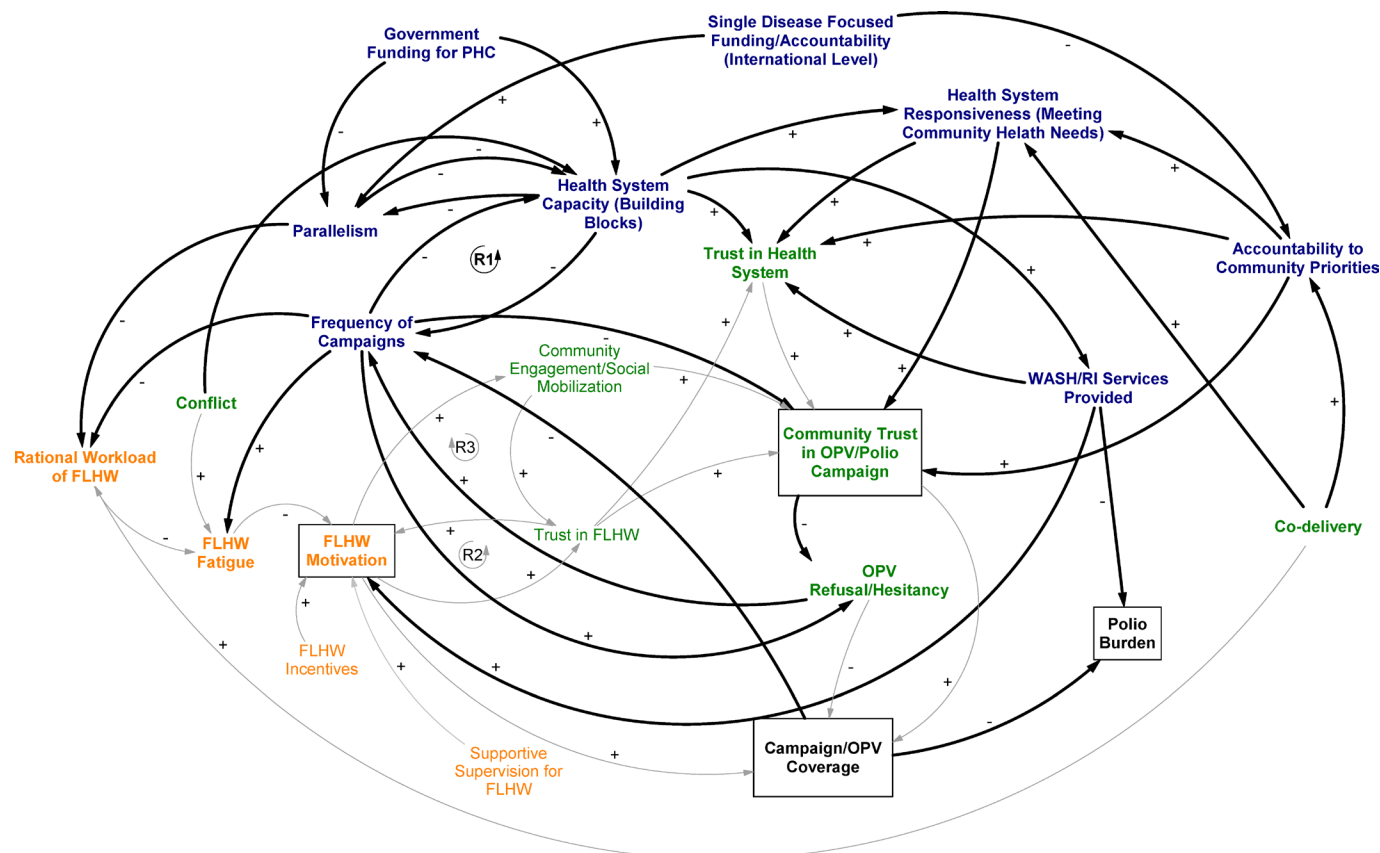 Government
Funding for PHC
Single Disease Focused
Funding/Accountability
(International Level)
-
+
-
+
Health System
Responsiveness (Meeting
Community Helath Needs)
+
-
-
+
Health System
Capacity (Building
Blocks)
-
+
+
Parallelism
+
Accountability to
Community Priorities
Trust in Health
System
R1
-
-
+
-
Frequency of
Campaigns
+
+
+
-
Community
Engagement/Social
Mobilization
+
+
+
-
WASH/RI Services
Provided
Conflict
+
+
-
R3
+
Community Trust
in OPV/Polio
Campaign
+
Rational Workload
of FLHW
+
+
+
+
-
-
-
Co-delivery
FLHW
Fatigue
-
FLHW
Motivation
+
Trust in FLHW
R2
+
OPV
Refusal/Hesitancy
+
Polio
Burden
+
+
FLHW
Incentives
+
+
-
+
-
Supportive
Supervision for
FLHW
+
Campaign/OPV
Coverage